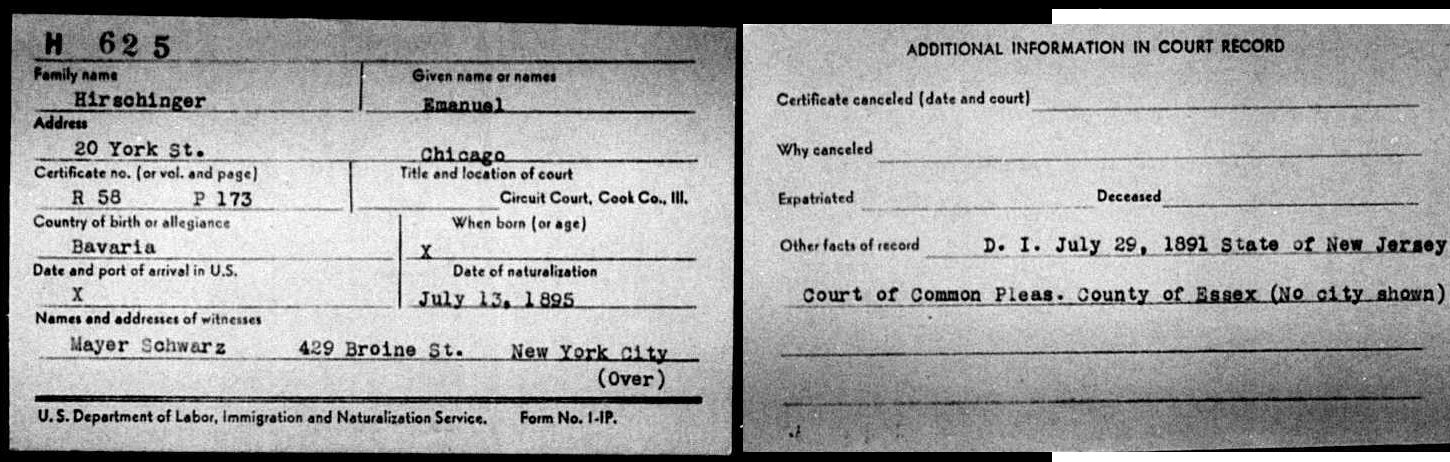 H 625
Family name Given name or names
Hirschinger Emanuel
Address
20 York St. Chicago
Certificate no. (or vol. and page) Title and location of court
R 58 P 173 Circuit Court, Cook Co., Ill.
Country of birth or allegiance When born (or age)
Bavaria X
Date and port of arrival in U.S. Date of naturalization
X July 13, 1895
Names and addresses of witnesses
Mayer Schwarz 429 Broine St. New York City
(Over)
U. S. Department of Labor, Immigration and Naturalization Service. Form No. 1-IP.
ADDITIONAL INFORMATION IN COURT RECORD
Certificate canceled (date and court)
Why canceled
Expatriated Deceased
Other facts of record D. I. July 29, 1891 State of New Jersey
Court of Common Pleas. County of Essex (No city shown)